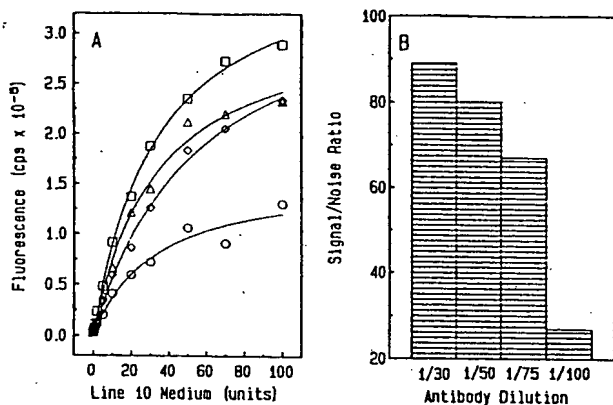 A
3.0
2.5
2.0
1.5
1.0
0.5
0.0
Fluorescence (cps x 10⁻⁵)
0 20 40 60 80 100
Line 10 Medium (units)
B
100
80
60
40
20
Signal/Noise Ratio
1/30 1/50 1/75 1/100
Antibody Dilution